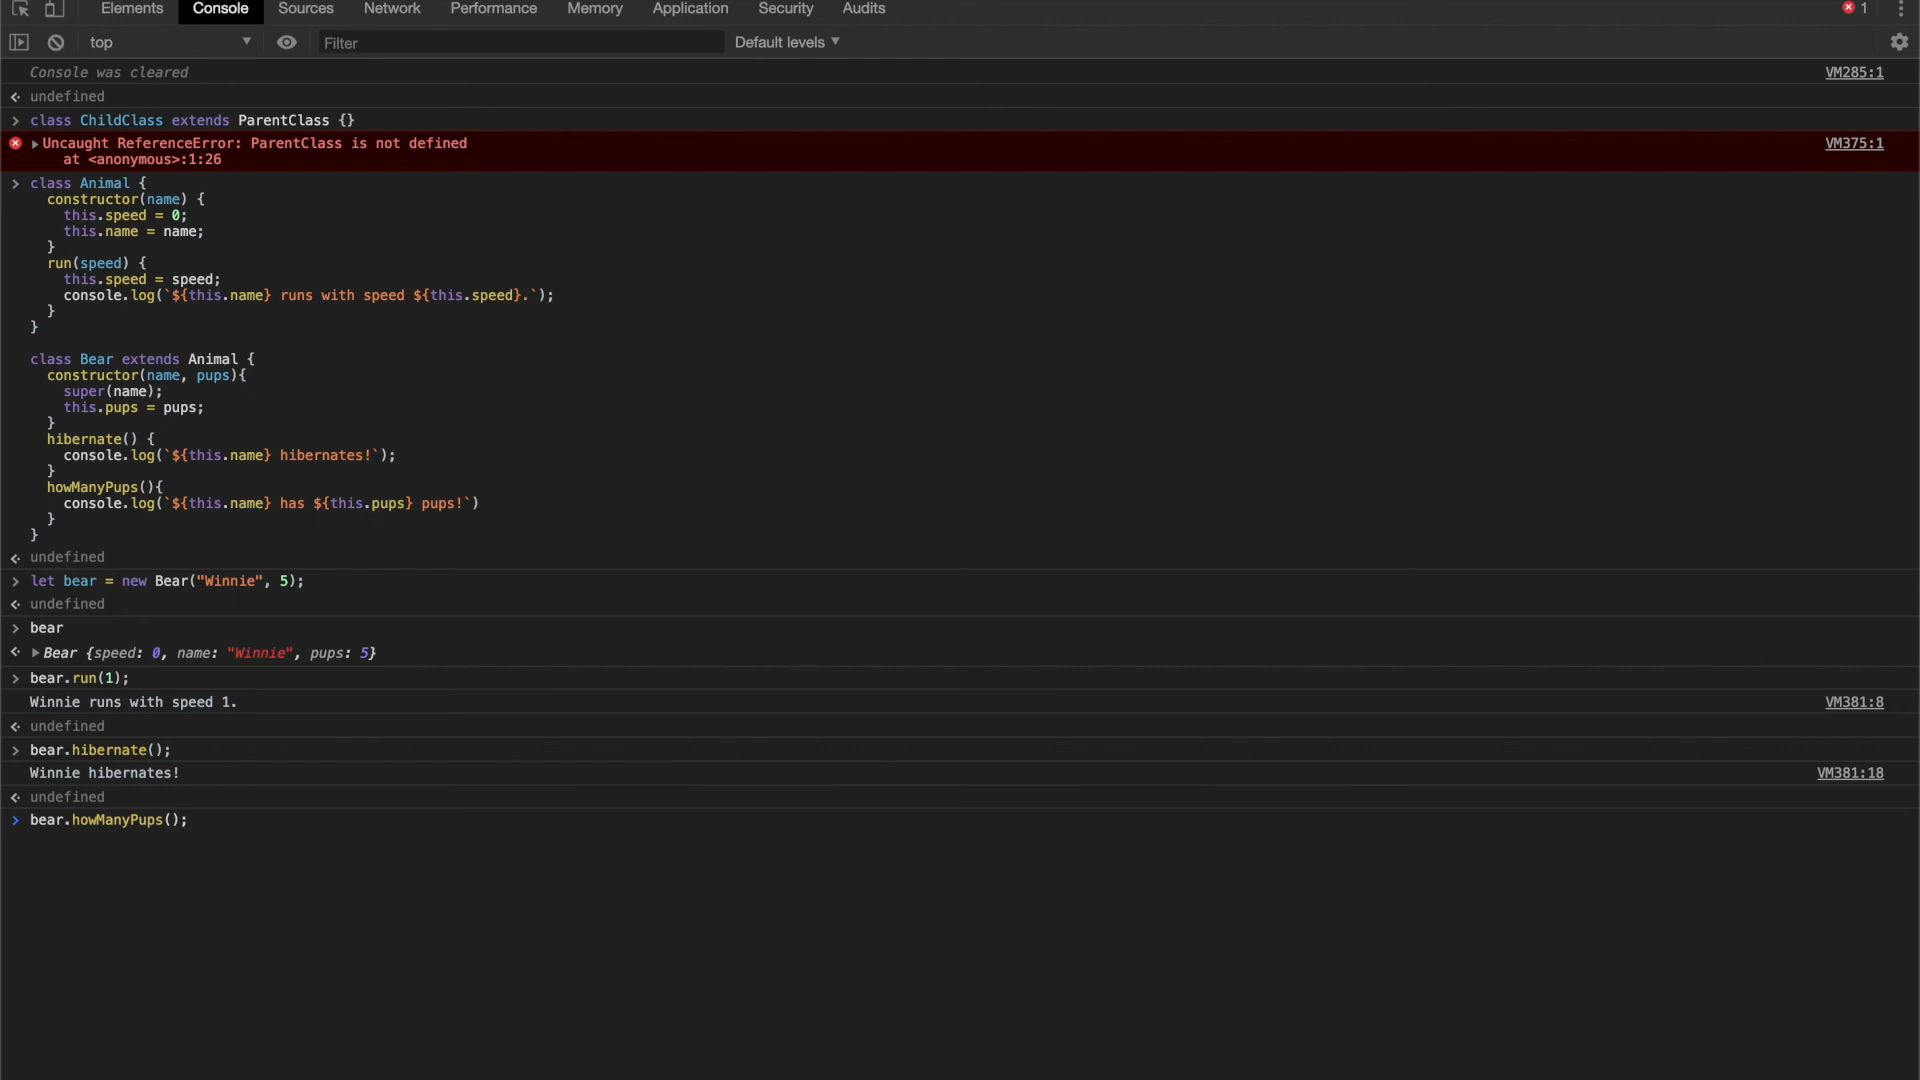 Elements Console Sources Network Performance Memory Application Security Audits 1
top Filter Default levels
Console was cleared VM285:1
undefined
class ChildClass extends ParentClass {}
Uncaught ReferenceError: ParentClass is not defined VM375:1
at <anonymous>:1:26
class Animal {
constructor(name) {
this.speed = 0;
this.name = name;
}
run(speed) {
this.speed = speed;
console.log(`${this.name} runs with speed ${this.speed}.`);
}
}
class Bear extends Animal {
constructor(name, pups){
super(name);
this.pups = pups;
}
hibernate() {
console.log(`${this.name} hibernates!`);
}
howManyPups(){
console.log(`${this.name} has ${this.pups} pups!`)
}
}
undefined
let bear = new Bear("Winnie", 5);
undefined
bear
Bear {speed: 0, name: "Winnie", pups: 5}
bear.run(1);
Winnie runs with speed 1. VM381:8
undefined
bear.hibernate();
Winnie hibernates! VM381:18
undefined
bear.howManyPups();